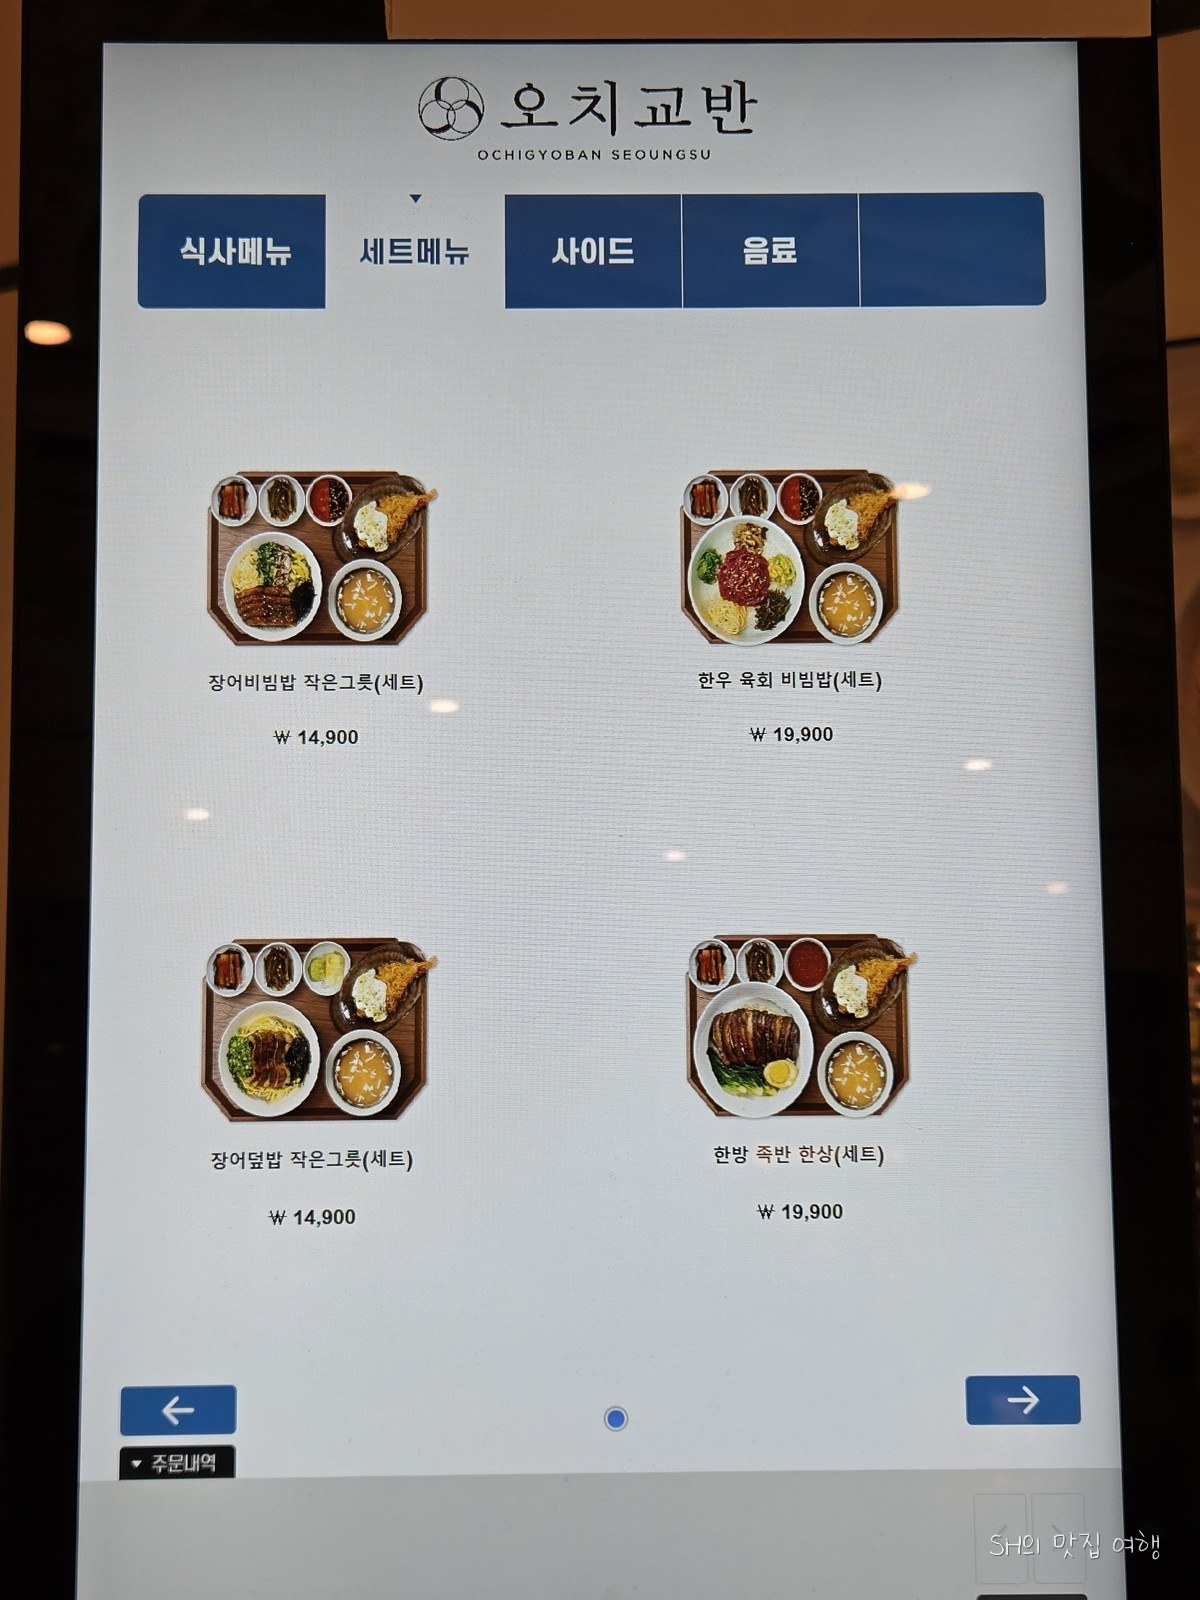 오치교반
OCHIGYOBAN SEOUNGSU
식사메뉴 세트메뉴 사이드 음료
장어비빔밥 작은그릇(세트)
₩ 14,900
한우 육회 비빔밥(세트)
₩ 19,900
장어덮밥 작은그릇(세트)
₩ 14,900
한방 족반 한상(세트)
₩ 19,900
주문내역
SH의 맛집 여행